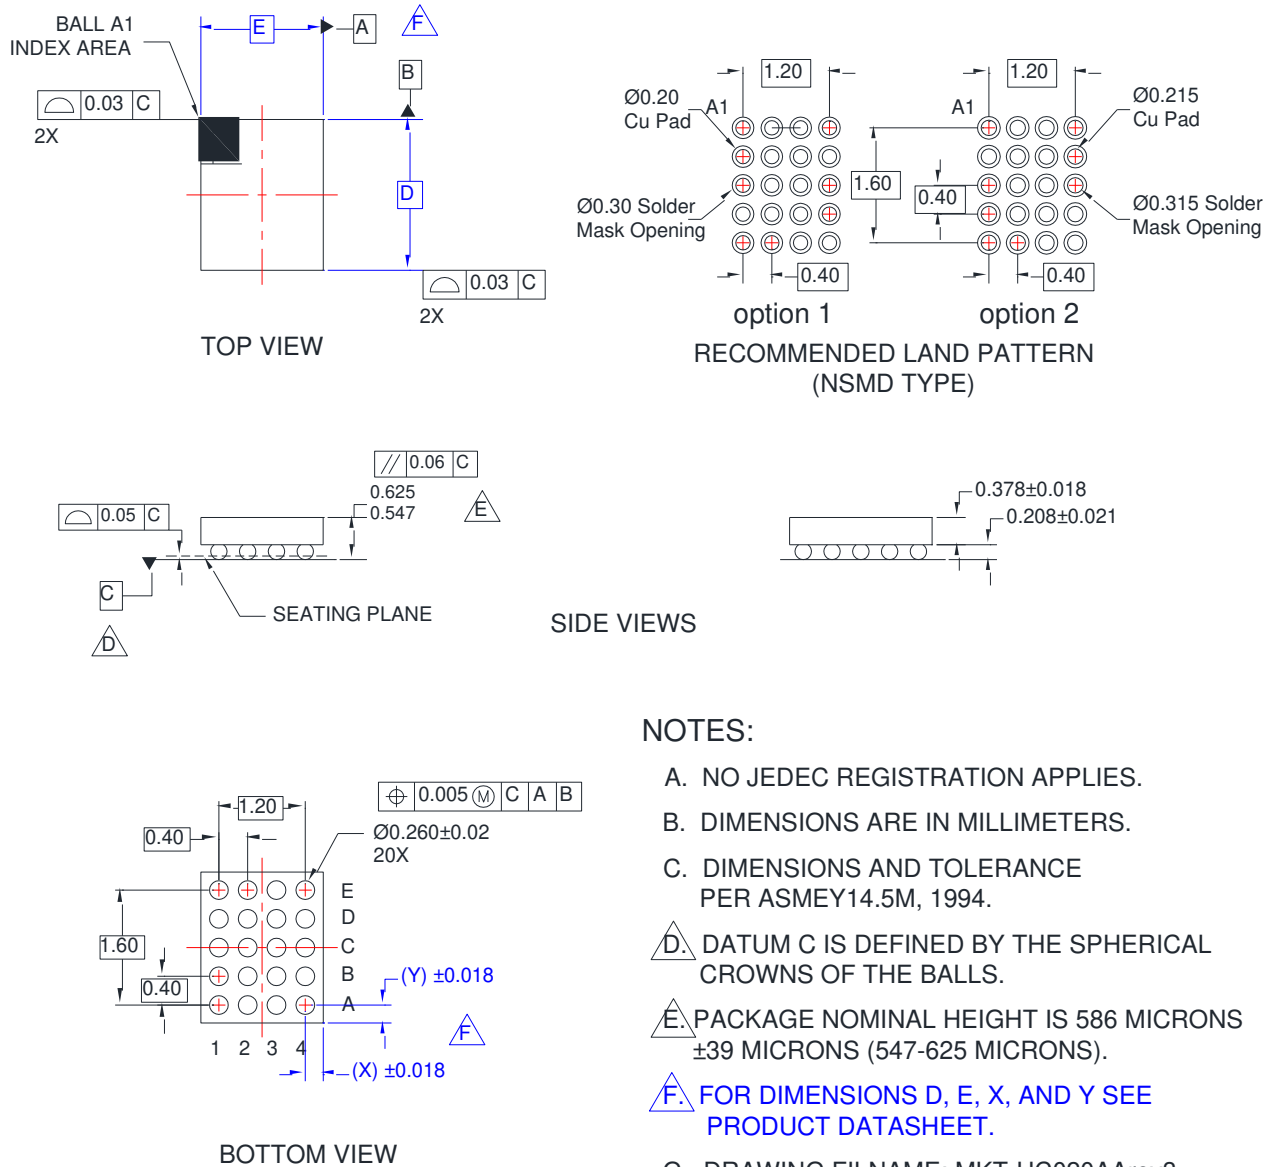 BALL A1
INDEX AREA
E
A
F
B
0.03 C
2X
D
0.03 C
2X
TOP VIEW
1.20
1.20
Ø0.20
Cu Pad
A1
A1
Ø0.215
Cu Pad
1.60
0.40
Ø0.30 Solder
Mask Opening
Ø0.315 Solder
Mask Opening
0.40
0.40
option 1
option 2
RECOMMENDED LAND PATTERN
(NSMD TYPE)
// 0.06 C
0.625
0.547
E
0.05 C
C
D
SEATING PLANE
0.378±0.018
0.208±0.021
SIDE VIEWS
0.005 Ⓜ C A B
1.20
0.40
Ø0.260±0.02
20X
E
D
C
B
A
1.60
0.40
(Y) ±0.018
F
1 2 3 4
(X) ±0.018
BOTTOM VIEW
NOTES:
A. NO JEDEC REGISTRATION APPLIES.
B. DIMENSIONS ARE IN MILLIMETERS.
C. DIMENSIONS AND TOLERANCE
PER ASMEY14.5M, 1994.
D. DATUM C IS DEFINED BY THE SPHERICAL
CROWNS OF THE BALLS.
E. PACKAGE NOMINAL HEIGHT IS 586 MICRONS
±39 MICRONS (547-625 MICRONS).
F. FOR DIMENSIONS D, E, X, AND Y SEE
PRODUCT DATASHEET.